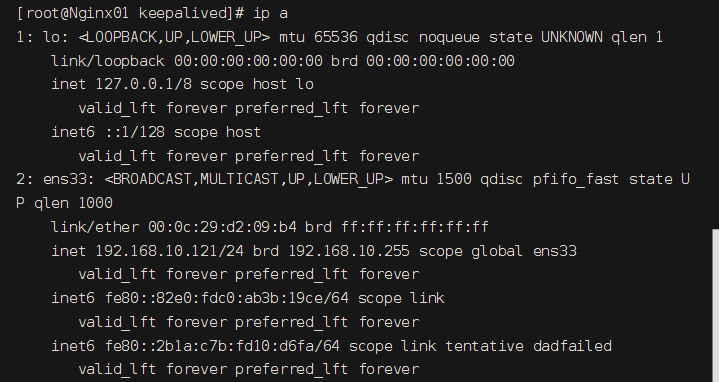 [root@Nginx01 keepalived]# ip a
1: lo: <LOOPBACK,UP,LOWER_UP> mtu 65536 qdisc noqueue state UNKNOWN qlen 1
    link/loopback 00:00:00:00:00:00 brd 00:00:00:00:00:00
    inet 127.0.0.1/8 scope host lo
       valid_lft forever preferred_lft forever
    inet6 ::1/128 scope host
       valid_lft forever preferred_lft forever
2: ens33: <BROADCAST,MULTICAST,UP,LOWER_UP> mtu 1500 qdisc pfifo_fast state U
P qlen 1000
    link/ether 00:0c:29:d2:09:b4 brd ff:ff:ff:ff:ff:ff
    inet 192.168.10.121/24 brd 192.168.10.255 scope global ens33
       valid_lft forever preferred_lft forever
    inet6 fe80::82e0:fdc0:ab3b:19ce/64 scope link
       valid_lft forever preferred_lft forever
    inet6 fe80::2b1a:c7b:fd10:d6fa/64 scope link tentative dadfailed
       valid_lft forever preferred_lft forever